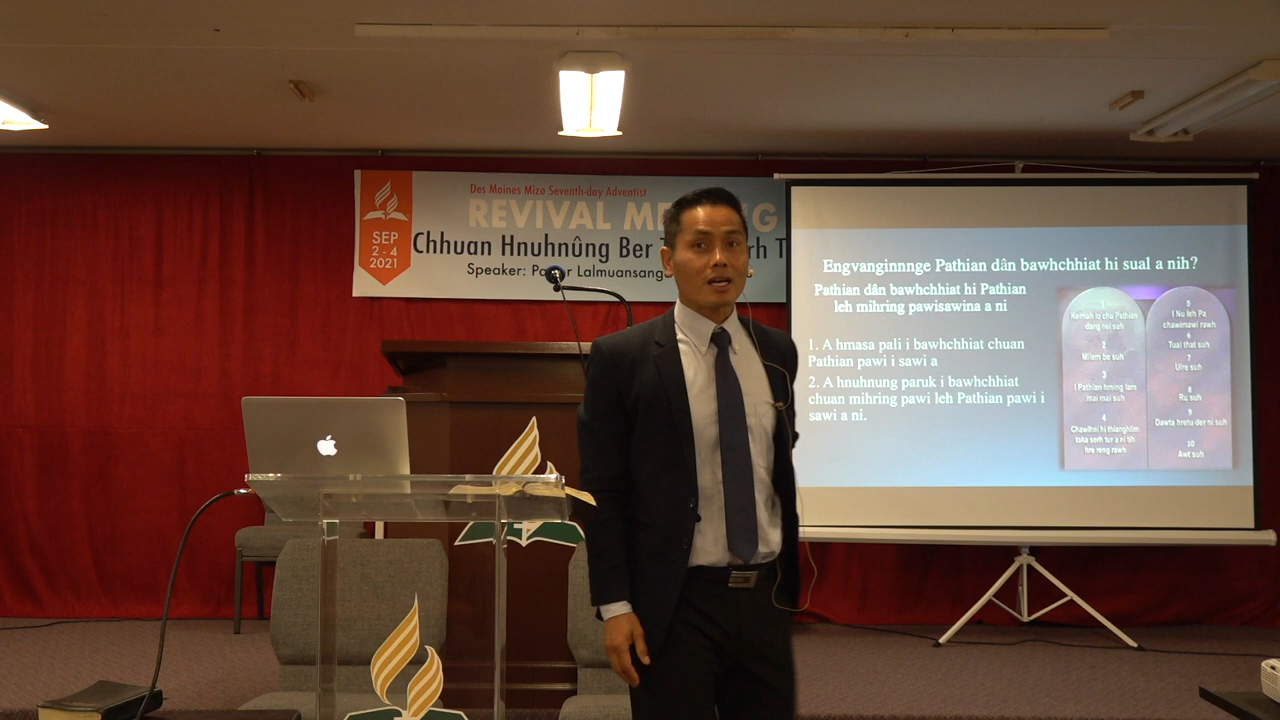 Des Moines Mizo Seventh-day Adventist
REVIVAL
SEP
2 - 4
2021
Chhuan Hnuhnûng Ber
Speaker:
Engvanginnnge Pathian dân bawhchhiat hi sual a nih?
Pathian dân bawhchhiat hi Pathian
leh mihring pawisawina a ni
1. A hmasa pali i bawhchhiat chuan
Pathian pawi i sawi a
2. A hnuhnung paruk i bawhchhiat
chuan mihring pawi leh Pathian pawi i
sawi a ni.
1
Keimah lo chu Pathian
dang nei suh
2
Milem be suh
3
I Pathian hming lam
mai mai suh
4
Chawlhni hi thianghlim
taka serh tur a ni tih
hre reng rawh
5
I Nu leh Pa
chawimawi rawh
6
Tual that suh
7
Uire suh
8
Ru suh
9
Dawta hretu der ni suh
10
Awt suh